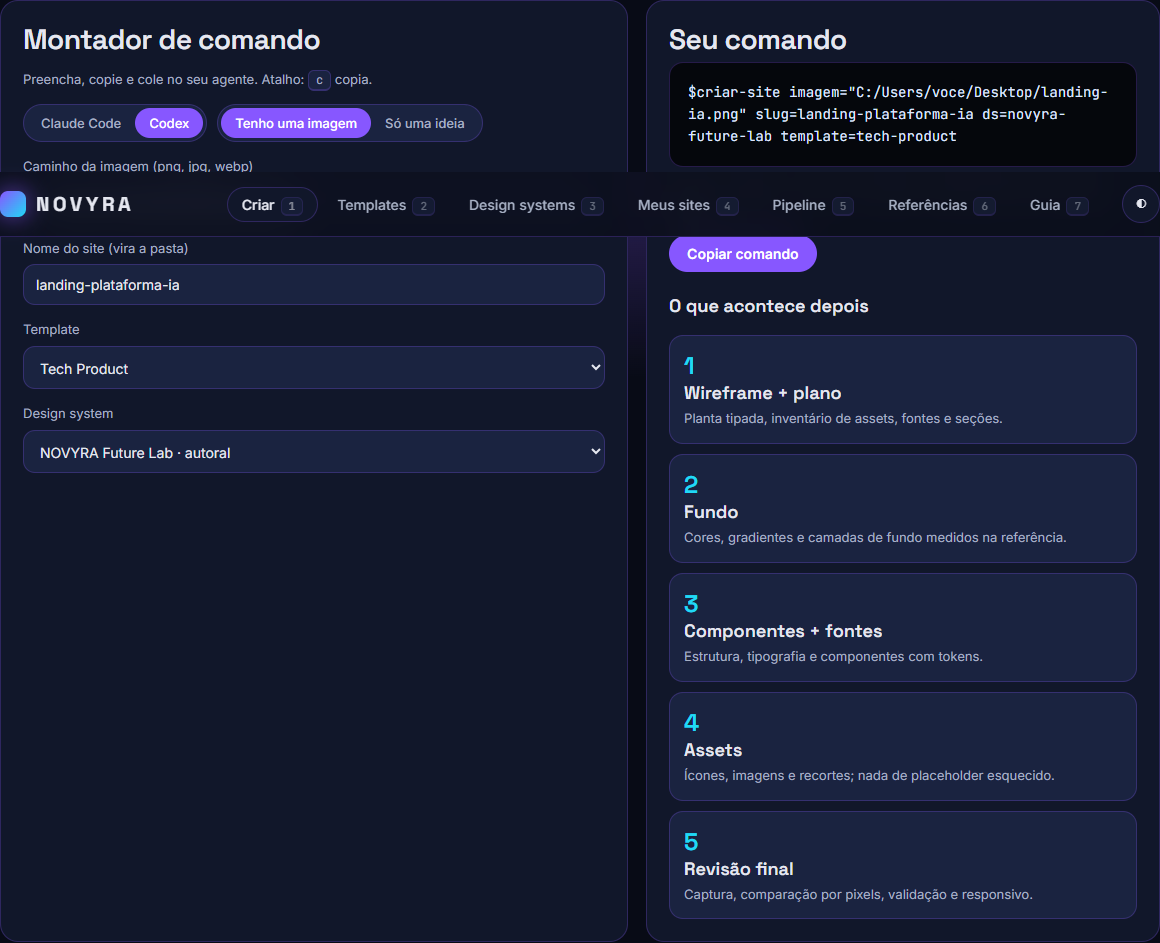 Montador de comando
Preencha, copie e cole no seu agente. Atalho: c copia.
Claude Code Codex Tenho uma imagem Só uma ideia
Caminho da imagem (png, jpg, webp)
Seu comando
$criar-site imagem="C:/Users/voce/Desktop/landing-
ia.png" slug=landing-plataforma-ia ds=novyra-
future-lab template=tech-product
NOVYRA Criar 1 Templates 2 Design systems 3 Meus sites 4 Pipeline 5 Referências 6 Guia 7
Nome do site (vira a pasta)
landing-plataforma-ia
Template
Tech Product
Design system
NOVYRA Future Lab · autoral
Copiar comando
O que acontece depois
1
Wireframe + plano
Planta tipada, inventário de assets, fontes e seções.
2
Fundo
Cores, gradientes e camadas de fundo medidos na referência.
3
Componentes + fontes
Estrutura, tipografia e componentes com tokens.
4
Assets
Ícones, imagens e recortes; nada de placeholder esquecido.
5
Revisão final
Captura, comparação por pixels, validação e responsivo.